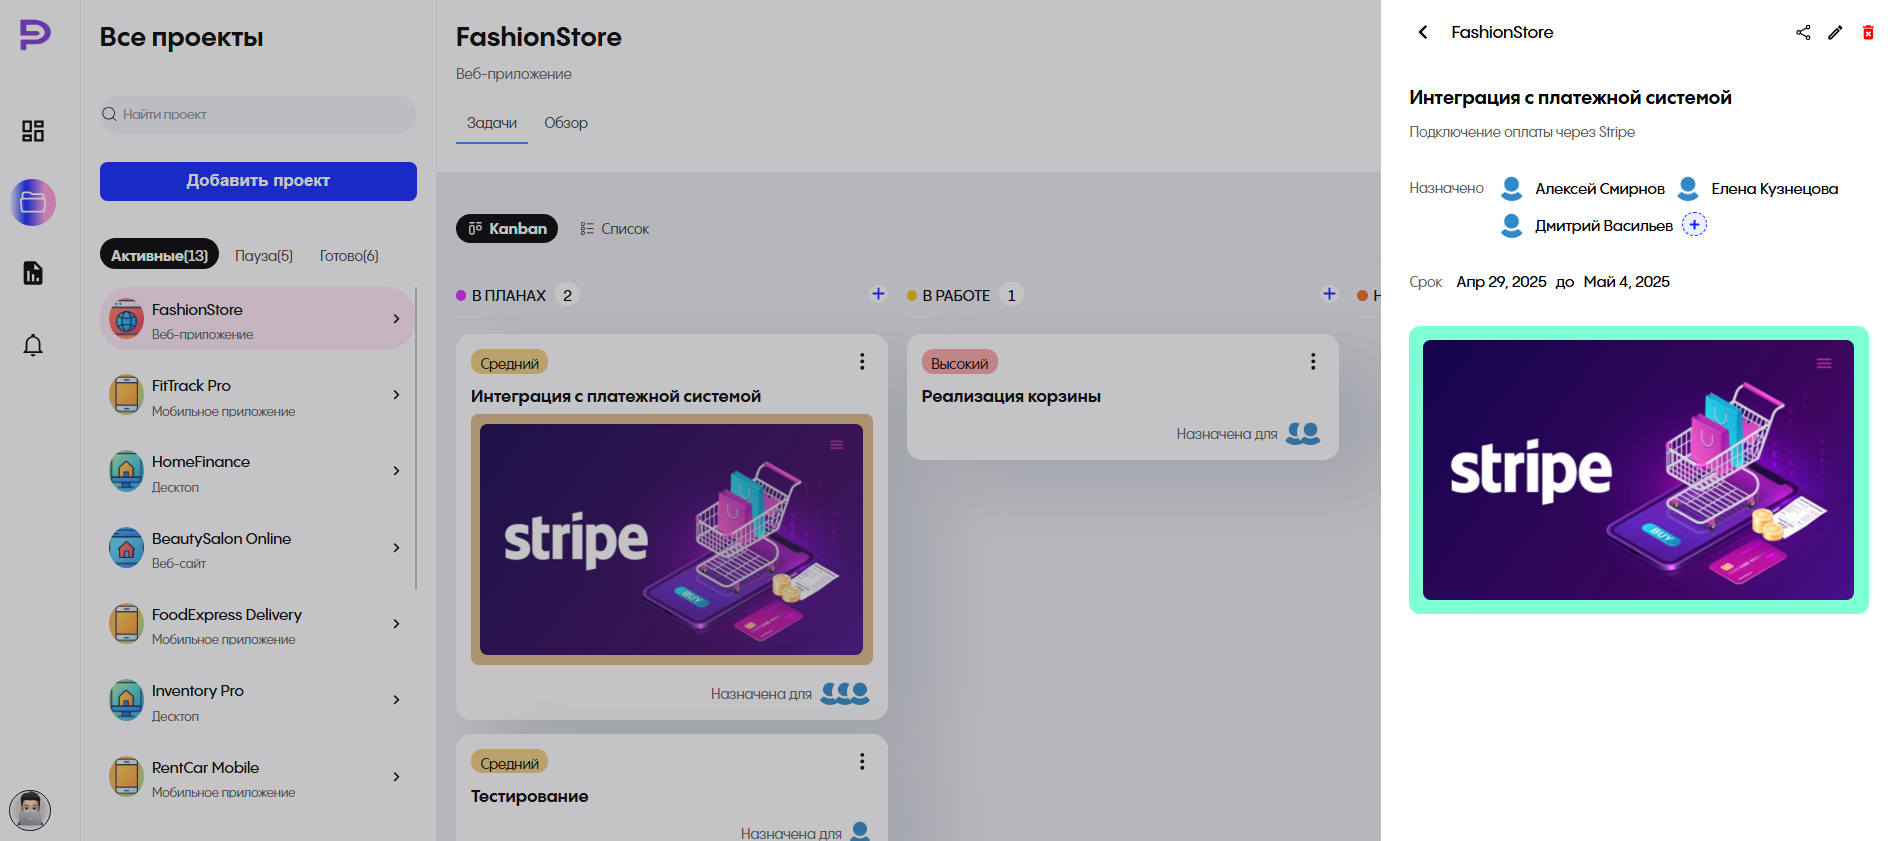 Все проекты
Найти проект
Добавить проект
Активные(13) Пауза(5) Готово(6)
FashionStore
Веб-приложение
FitTrack Pro
Мобильное приложение
HomeFinance
Десктоп
BeautySalon Online
Веб-сайт
FoodExpress Delivery
Мобильное приложение
Inventory Pro
Десктоп
RentCar Mobile
Мобильное приложение
FashionStore
Веб-приложение
Задачи Обзор
Kanban Список
В ПЛАНАХ 2
Средний
Интеграция с платежной системой
stripe
BUY
Назначена для
Средний
Тестирование
Назначена для
В РАБОТЕ 1
Высокий
Реализация корзины
Назначена для
FashionStore
Интеграция с платежной системой
Подключение оплаты через Stripe
Назначено Алексей Смирнов Елена Кузнецова
Дмитрий Васильев
Срок Апр 29, 2025 до Май 4, 2025
stripe
BUY